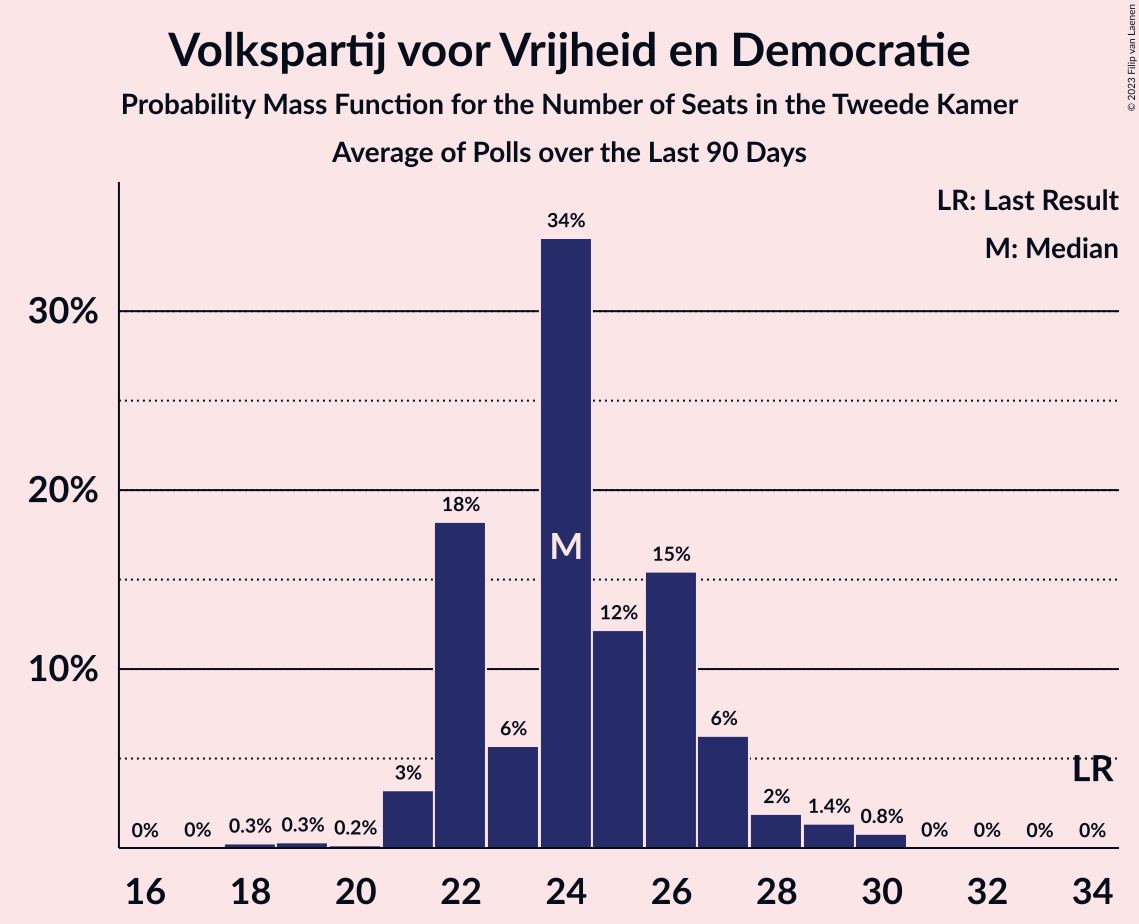 Volkspartij voor Vrijheid en Democratie
Probability Mass Function for the Number of Seats in the Tweede Kamer
Average of Polls over the Last 90 Days
© 2023 Filip van Laenen
LR: Last Result
M: Median
30%
20%
10%
0%
0%
0.3%
0.3%
0.2%
3%
18%
6%
34%
M
12%
15%
6%
2%
1.4%
0.8%
0%
0%
0%
0%
LR
16 18 20 22 24 26 28 30 32 34